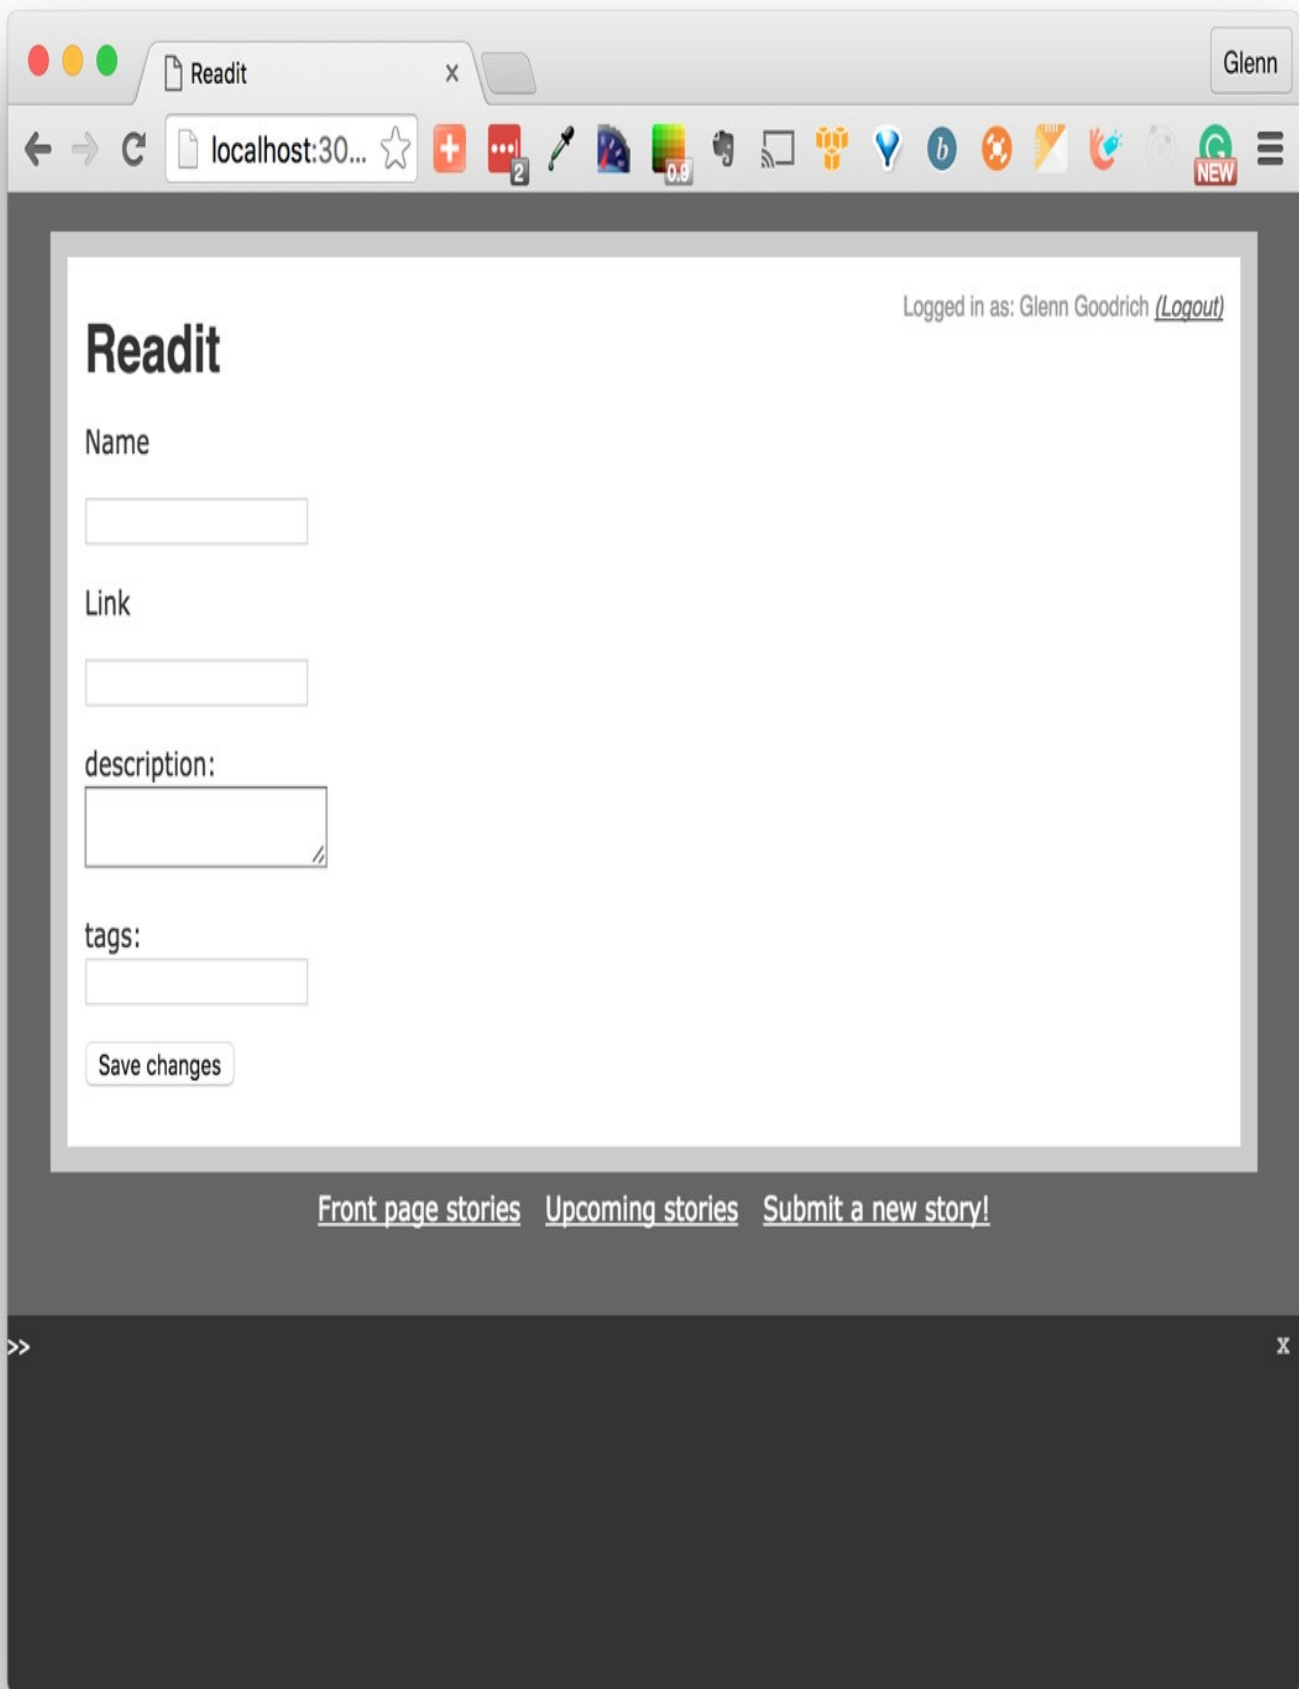 Readit × Glenn
localhost:30... 2 0.9 b G NEW
Logged in as: Glenn Goodrich (Logout)
Readit
Name
Link
description:
tags:
Save changes
Front page stories Upcoming stories Submit a new story!
>> x